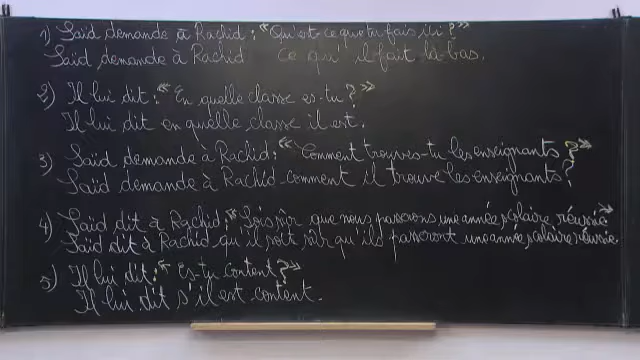 1) Saïd demande à Rachid : "Qu'est-ce que tu fais ici ?"
Saïd demande à Rachid ce qu'il fait là-bas.
2) Il lui dit : "En quelle classe es-tu ?"
Il lui dit en quelle classe il est.
3) Saïd demande à Rachid : "Comment trouves-tu les enseignants ?"
Saïd demande à Rachid comment il trouve les enseignants.
4) Saïd dit à Rachid : "Sois sûr que nous passerons une année scolaire réussie"
Saïd dit à Rachid qu'il soit sûr qu'ils passeront une année scolaire réussie.
5) Il lui dit : "Es-tu content ?"
Il lui dit s'il est content.